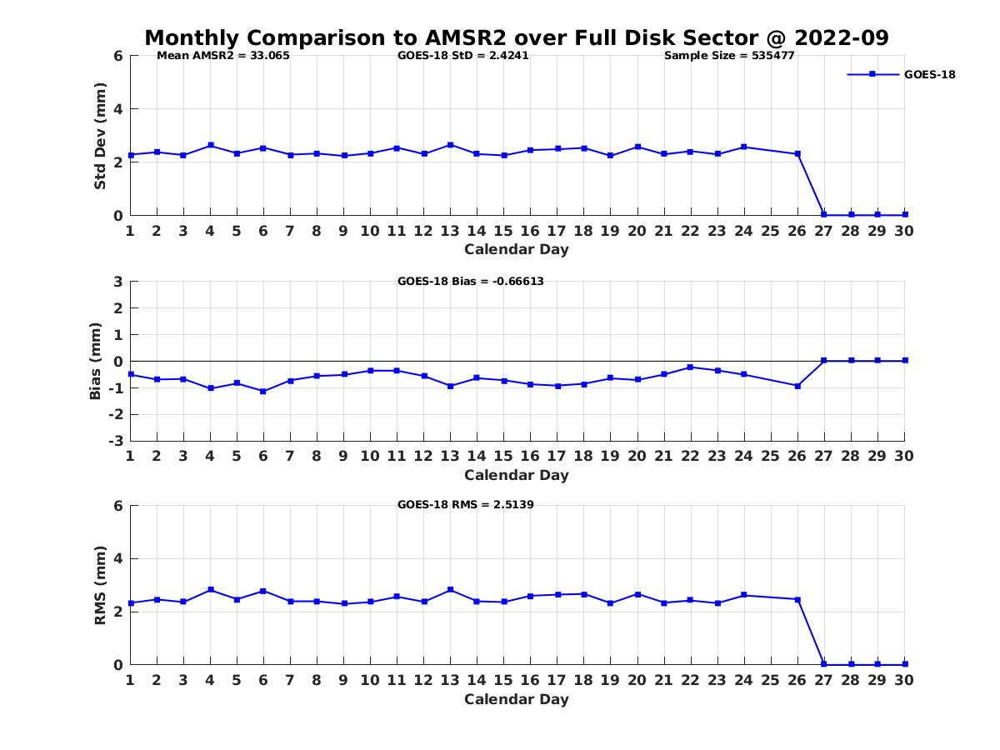 Monthly Comparison to AMSR2 over Full Disk Sector @ 2022-09
Mean AMSR2 = 33.065 GOES-18 StD = 2.4241 Sample Size = 535477
GOES-18
6
4
2
0
Std Dev (mm)
1 2 3 4 5 6 7 8 9 10 11 12 13 14 15 16 17 18 19 20 21 22 23 24 25 26 27 28 29 30
Calendar Day
GOES-18 Bias = -0.66613
3
2
1
0
-1
-2
-3
Bias (mm)
1 2 3 4 5 6 7 8 9 10 11 12 13 14 15 16 17 18 19 20 21 22 23 24 25 26 27 28 29 30
Calendar Day
GOES-18 RMS = 2.5139
6
4
2
0
RMS (mm)
1 2 3 4 5 6 7 8 9 10 11 12 13 14 15 16 17 18 19 20 21 22 23 24 25 26 27 28 29 30
Calendar Day